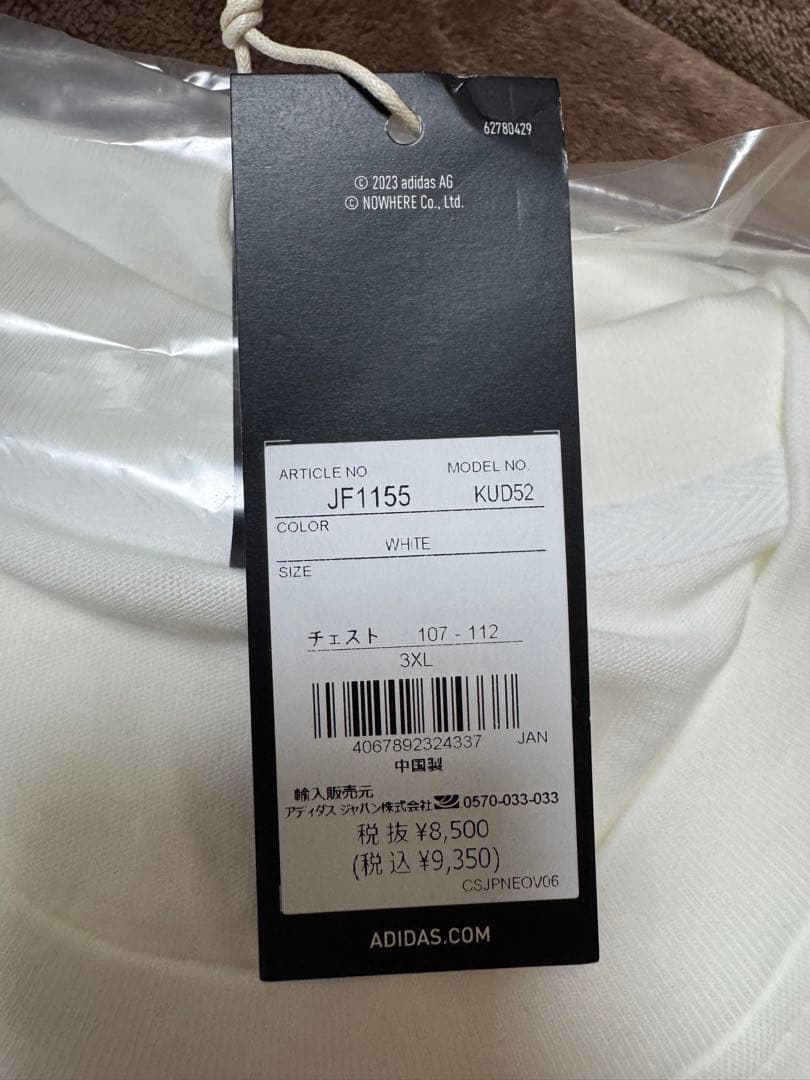 62780429
© 2023 adidas AG
© NOWHERE Co., Ltd.
ARTICLE NO MODEL NO.
JF1155 KUD52
COLOR
WHITE
SIZE
チェスト 107 - 112
3XL
4067892324337 JAN
中国製
輸入販売元
アディダス ジャパン株式会社 0570-033-033
税抜 ¥8,500
(税込 ¥9,350)
CSJPNEOV06
ADIDAS.COM